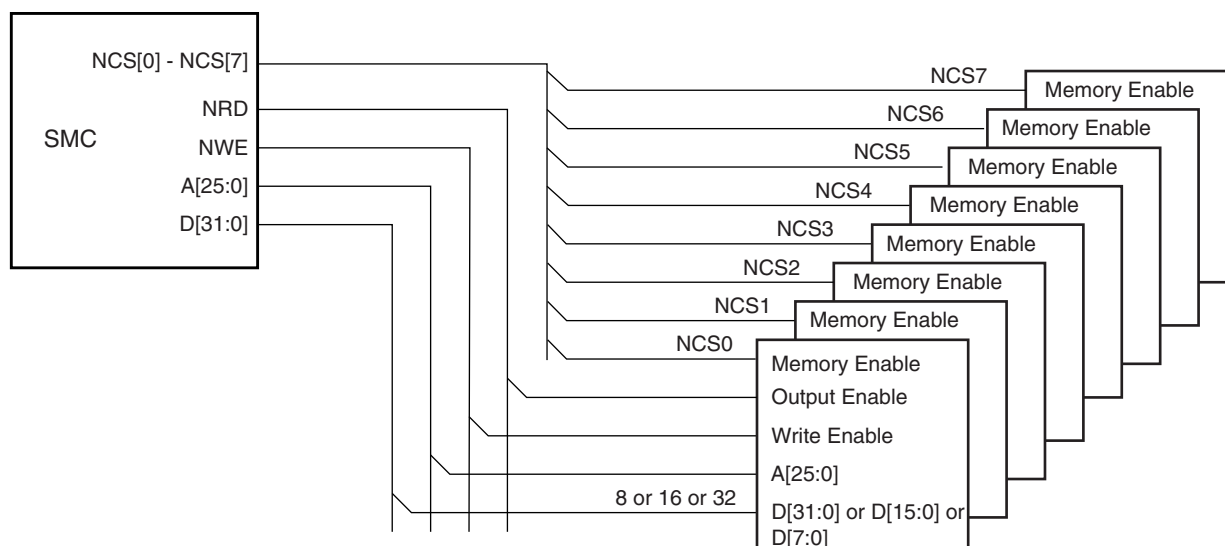 NCS[0] - NCS[7]
NRD
SMC
NWE
A[25:0]
D[31:0]
NCS7
Memory Enable
NCS6
Memory Enable
NCS5
Memory Enable
NCS4
Memory Enable
NCS3
Memory Enable
NCS2
Memory Enable
NCS1
Memory Enable
NCS0
Memory Enable
Output Enable
Write Enable
A[25:0]
8 or 16 or 32
D[31:0] or D[15:0] or
D[7:0]